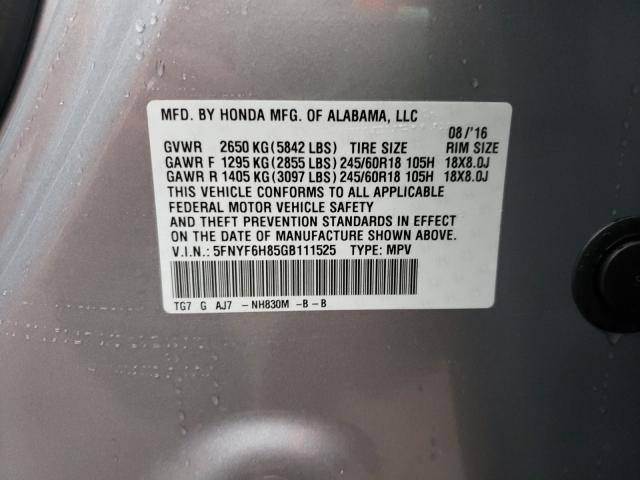 MFD. BY HONDA MFG. OF ALABAMA, LLC
08/'16
GVWR 2650 KG(5842 LBS) TIRE SIZE RIM SIZE
GAWR F 1295 KG(2855 LBS)245/60R18 105H 18X8.0J
GAWR R 1405 KG(3097 LBS)245/60R18 105H 18X8.0J
THIS VEHICLE CONFORMS TO ALL APPLICABLE
FEDERAL MOTOR VEHICLE SAFETY
AND THEFT PREVENTION STANDARDS IN EFFECT
ON THE DATE OF MANUFACTURE SHOWN ABOVE.
V.I.N.: 5FNYF6H85GB111525 TYPE: MPV
TG7 G AJ7 -NH830M -B-B